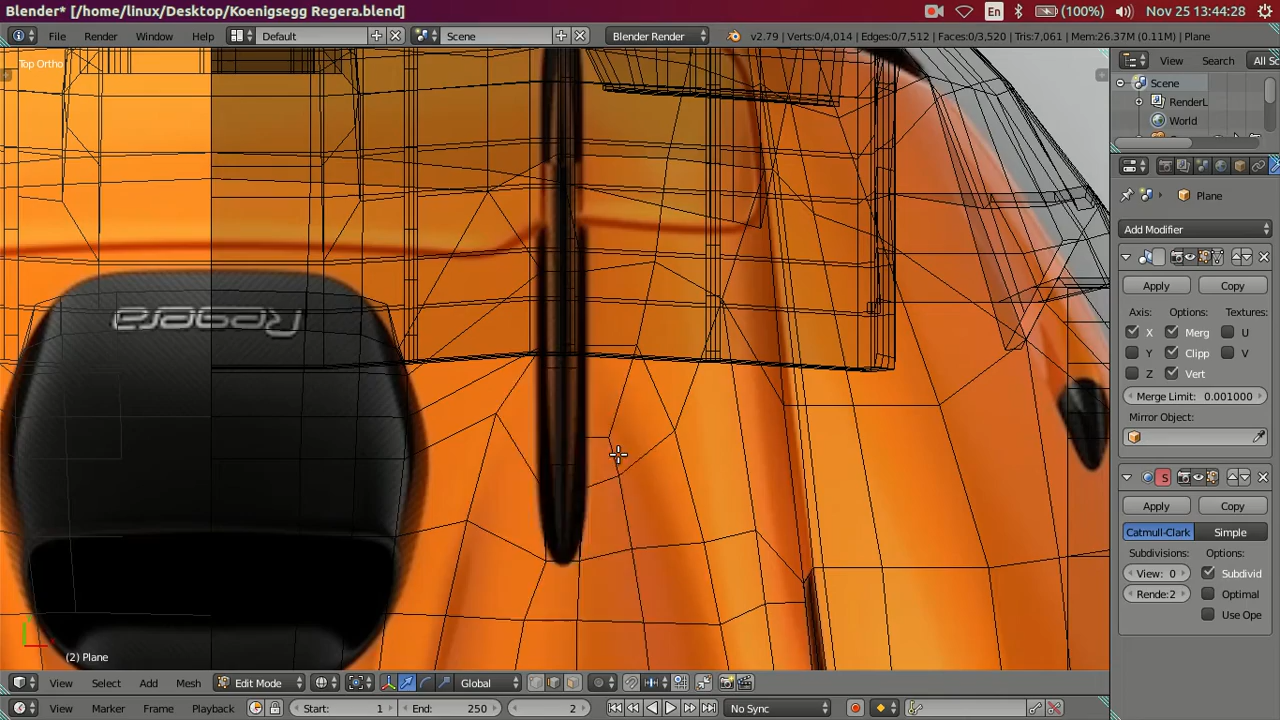 Blender* [/home/linux/Desktop/Koenigsegg Regera.blend]
En
(100%)
Nov 25 13:44:28
File Render Window Help
Default
Scene
Blender Render
v2.79 | Verts:0/4,014 | Edges:0/7,512 | Faces:0/3,520 | Tris:7,061 | Mem:26.37M (0.11M) | Plane
Top Ortho
View Search All Sc
Scene
RenderL
World
Plane
Add Modifier
Apply Copy
Axis: Options: Textures:
X Merg U
Y Clipp V
Z Vert
Merge Limit: 0.001000
Mirror Object:
S
Apply Copy
Catmull-Clark Simple
Subdivisions: Options:
View: 0 Subdivid
Rende:2 Optimal
Use Ope
Regera
(2) Plane
View Select Add Mesh Edit Mode Global
View Marker Frame Playback Start: 1 End: 250 2 No Sync